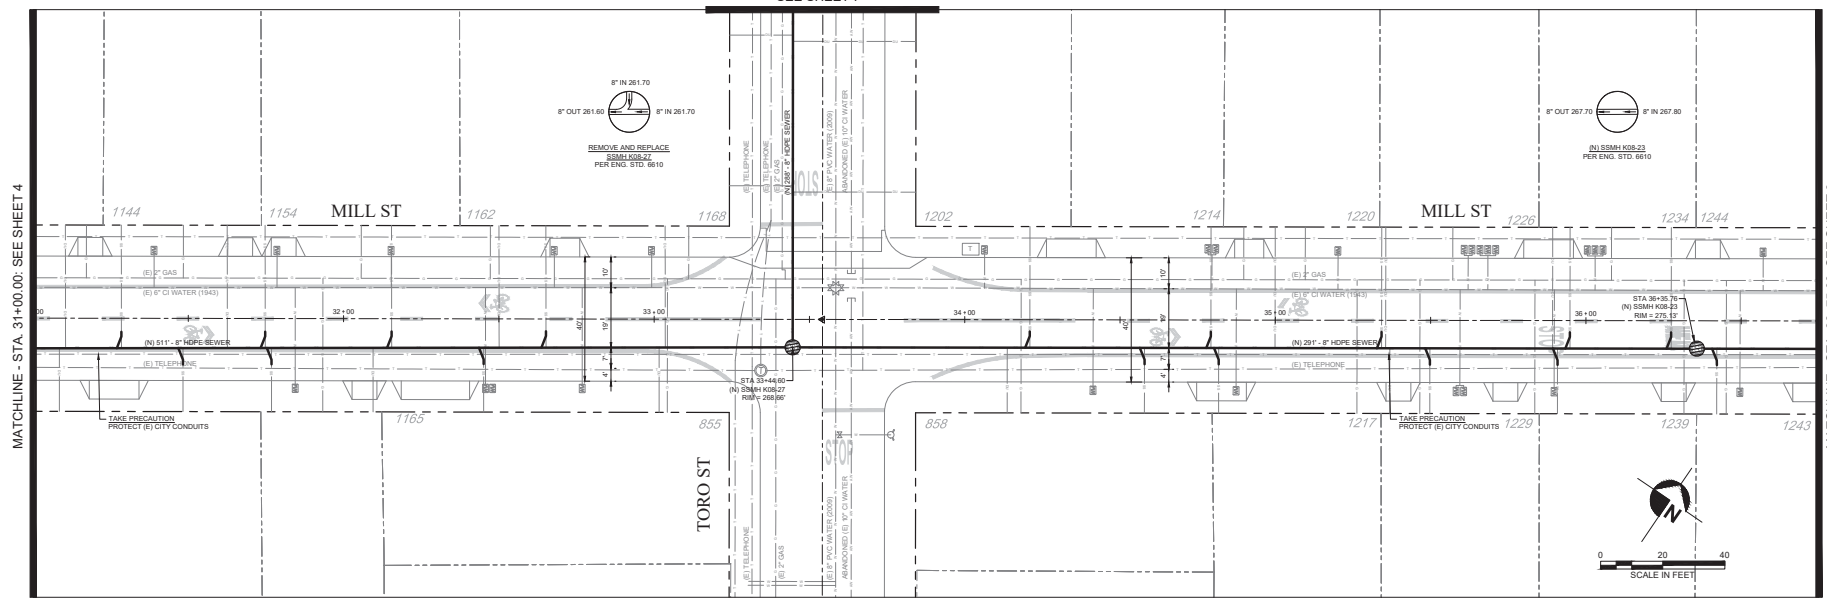 MATCHLINE - STA. 31+00.00: SEE SHEET 4
8" IN 261.70
8" OUT 261.60
8" IN 261.70
REMOVE AND REPLACE
SSMH K08-27
PER ENG. STD. 6610
8" OUT 267.70
8" IN 267.80
(N) SSMH K08-23
PER ENG. STD. 6610
(E) TELEPHONE
(E) TELEPHONE
(E) 2" GAS
(N) 288' - 8" HDPE SEWER
(E) 8" PVC WATER (2009)
ABANDONED (E) 10" CI WATER
STOP
1144
1154
MILL ST
1162
1168
1202
1214
1220
MILL ST
1226
1234
1244
T
(E) 2" GAS
(E) 6" CI WATER (1943)
(E) 2" GAS
(E) 6" CI WATER (1943)
10'
19'
40'
7'
4'
10'
19'
40'
7'
4'
00
32+00
33+00
34+00
35+00
36+00
STA 36+35.76
(N) SSMH K08-23
RIM = 275.13'
(N) 511' - 8" HDPE SEWER
(N) 291' - 8" HDPE SEWER
(E) TELEPHONE
(E) TELEPHONE
T
STA 33+44.60
(N) SSMH K08-27
RIM = 268.66'
TAKE PRECAUTION
PROTECT (E) CITY CONDUITS
TAKE PRECAUTION
PROTECT (E) CITY CONDUITS
1165
855
858
1217
1229
1239
1243
STOP
TORO ST
(E) TELEPHONE
(E) 2" GAS
(E) 8" PVC WATER (2009)
ABANDONED (E) 10" CI WATER
N
0 20 40
SCALE IN FEET